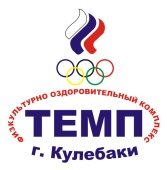 ФИЗКУЛЬТУРНО ОЗДОРОВИТЕЛЬНЫЙ КОМПЛЕКС
ТЕМП
г. Кулебаки